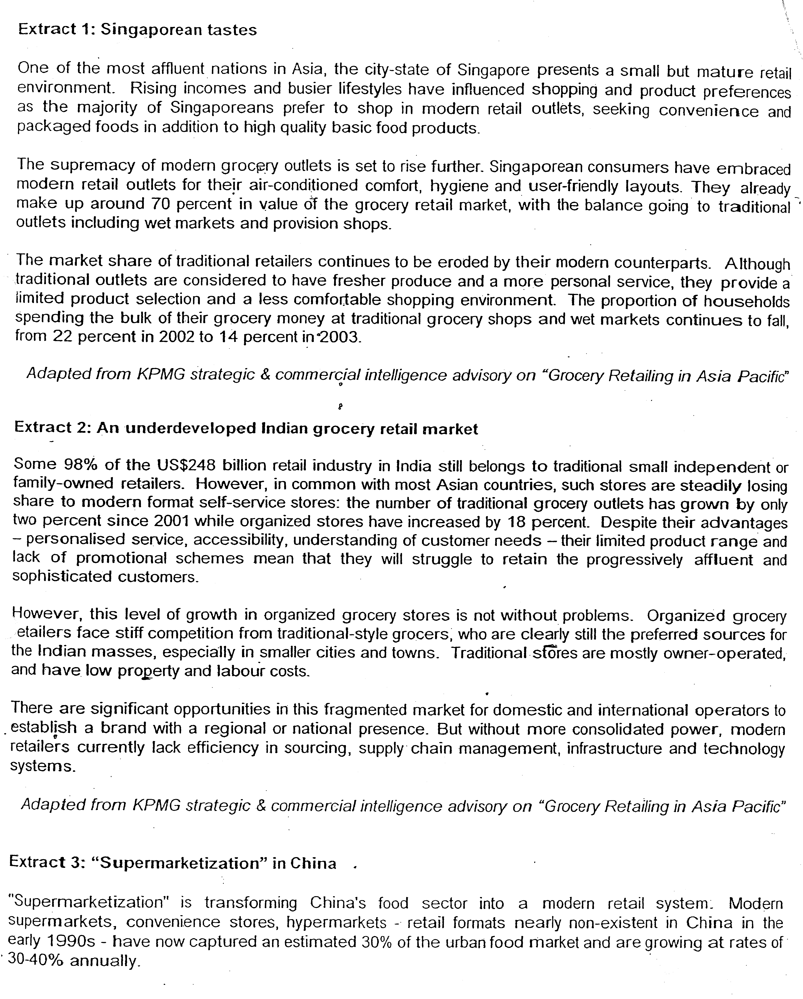 Extract 1: Singaporean tastes
One of the most affluent nations in Asia, the city-state of Singapore presents a small but mature retail
environment. Rising incomes and busier lifestyles have influenced shopping and product preferences
as the majority of Singaporeans prefer to shop in modern retail outlets, seeking convenience and
packaged foods in addition to high quality basic food products.
The supremacy of modern grocery outlets is set to rise further. Singaporean consumers have embraced
modern retail outlets for their air-conditioned comfort, hygiene and user-friendly layouts. They already
make up around 70 percent in value of the grocery retail market, with the balance going to traditional
outlets including wet markets and provision shops.
The market share of traditional retailers continues to be eroded by their modern counterparts. Although
traditional outlets are considered to have fresher produce and a more personal service, they provide a
limited product selection and a less comfortable shopping environment. The proportion of households
spending the bulk of their grocery money at traditional grocery shops and wet markets continues to fall,
from 22 percent in 2002 to 14 percent in 2003.
Adapted from KPMG strategic & commercial intelligence advisory on "Grocery Retailing in Asia Pacific"
Extract 2: An underdeveloped Indian grocery retail market
Some 98% of the US$248 billion retail industry in India still belongs to traditional small independent or
family-owned retailers. However, in common with most Asian countries, such stores are steadily losing
share to modern format self-service stores: the number of traditional grocery outlets has grown by only
two percent since 2001 while organized stores have increased by 18 percent. Despite their advantages
– personalised service, accessibility, understanding of customer needs – their limited product range and
lack of promotional schemes mean that they will struggle to retain the progressively affluent and
sophisticated customers.
However, this level of growth in organized grocery stores is not without problems. Organized grocery
etailers face stiff competition from traditional-style grocers, who are clearly still the preferred sources for
the Indian masses, especially in smaller cities and towns. Traditional stores are mostly owner-operated,
and have low property and labour costs.
There are significant opportunities in this fragmented market for domestic and international operators to
establish a brand with a regional or national presence. But without more consolidated power, modern
retailers currently lack efficiency in sourcing, supply chain management, infrastructure and technology
systems.
Adapted from KPMG strategic & commercial intelligence advisory on "Grocery Retailing in Asia Pacific"
Extract 3: "Supermarketization" in China
"Supermarketization" is transforming China's food sector into a modern retail system. Modern
supermarkets, convenience stores, hypermarkets - retail formats nearly non-existent in China in the
early 1990s - have now captured an estimated 30% of the urban food market and are growing at rates of
30-40% annually.